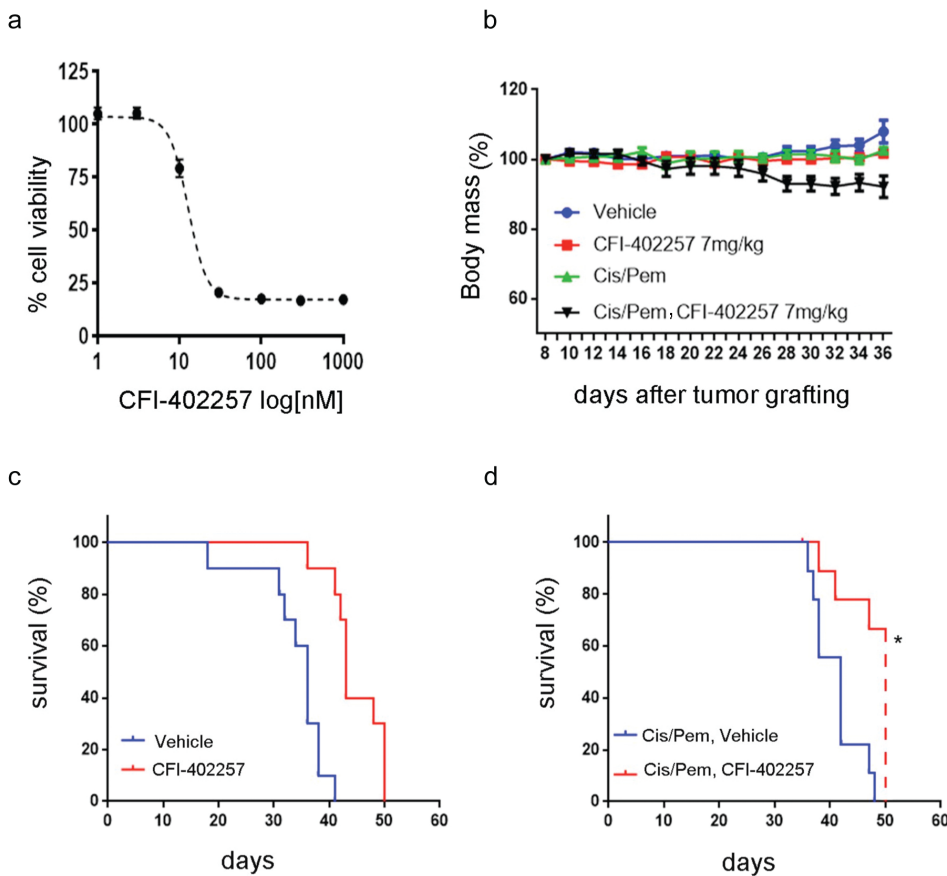 a
125
100
75
50
25
0
% cell viability
1 10 100 1000
CFI-402257 log[nM]
b
120
100
80
60
Body mass (%)
Vehicle
CFI-402257 7mg/kg
Cis/Pem
Cis/Pem, CFI-402257 7mg/kg
8 10 12 14 16 18 20 22 24 26 28 30 32 34 36
days after tumor grafting
c
100
80
60
40
20
0
survival (%)
Vehicle
CFI-402257
0 10 20 30 40 50 60
days
d
100
80
60
40
20
0
survival (%)
*
Cis/Pem, Vehicle
Cis/Pem, CFI-402257
0 10 20 30 40 50 60
days